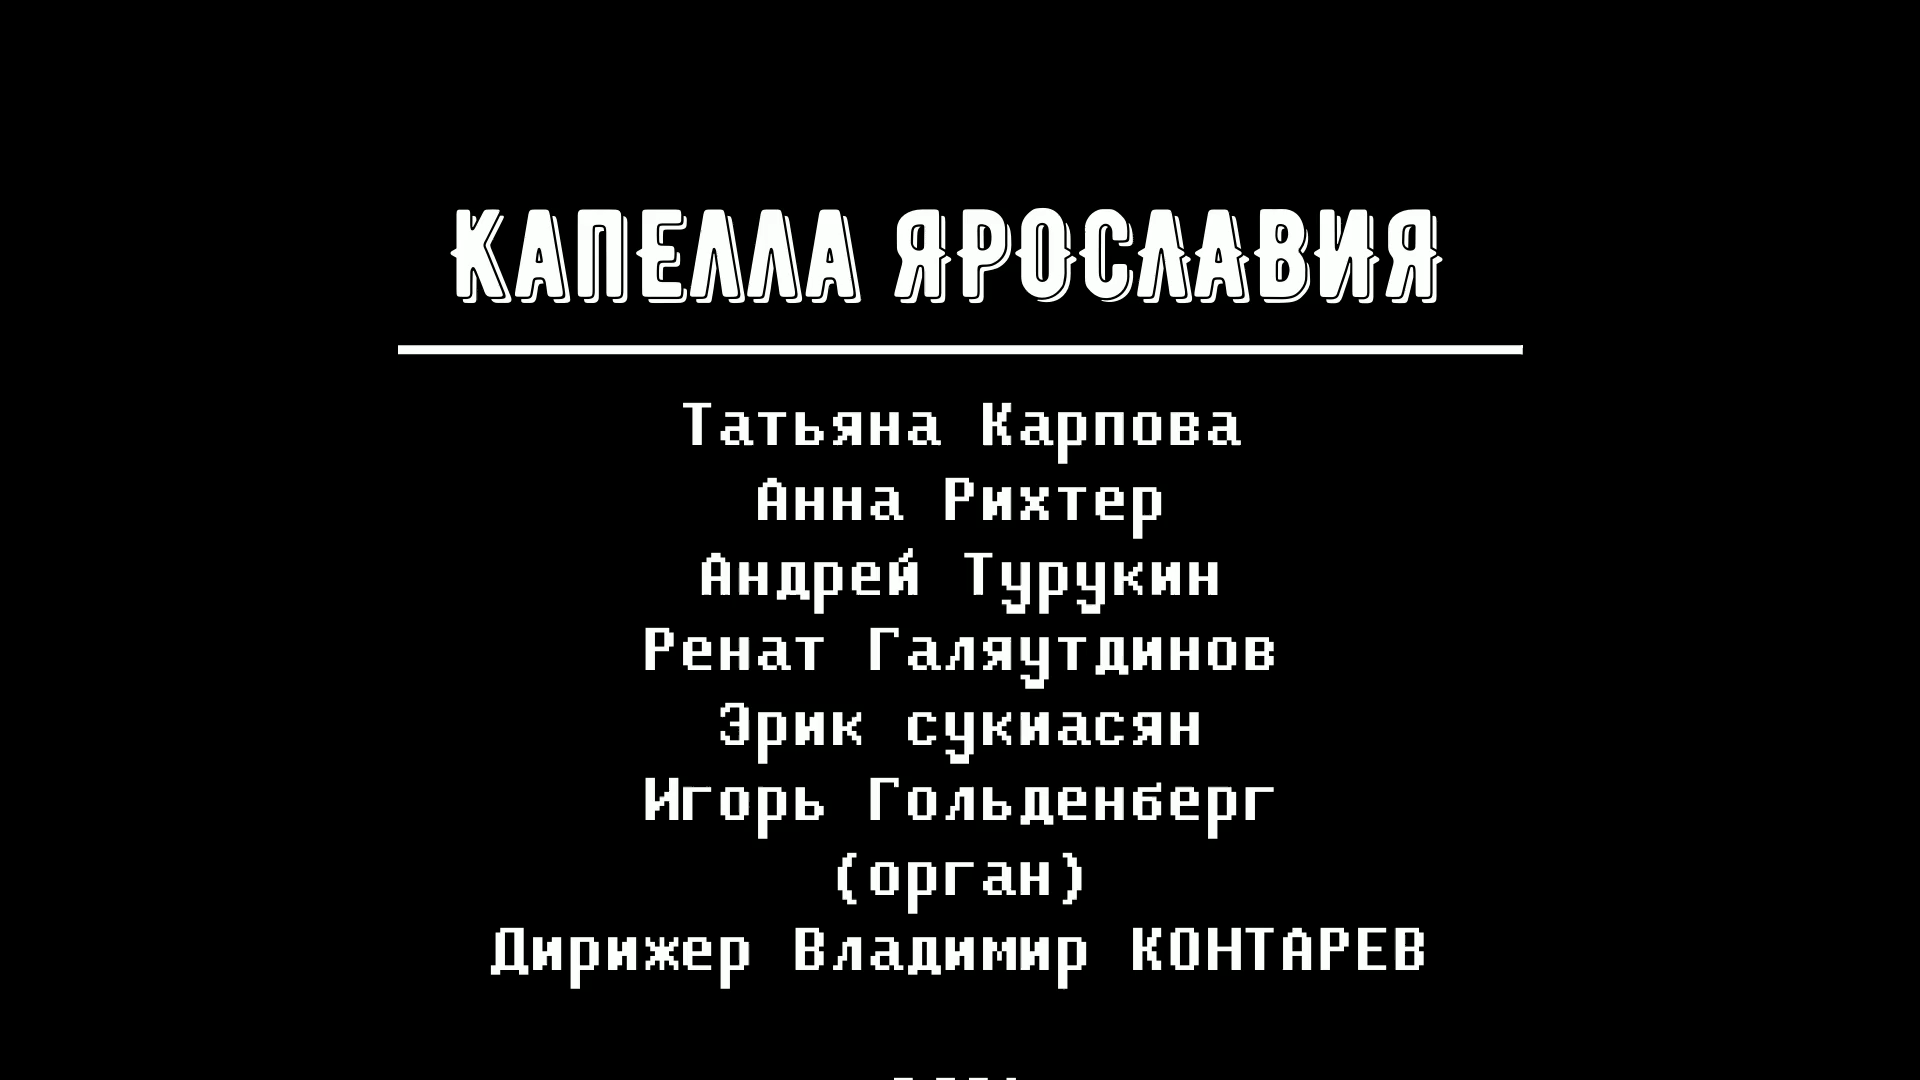 КАПЕЛЛА ЯРОСЛАВИЯ
Татьяна Карпова
Анна Рихтер
Андрей Турукин
Ренат Галяутдинов
Эрик сукиасян
Игорь Гольденберг
(орган)
Дирижер Владимир КОНТАРЕВ